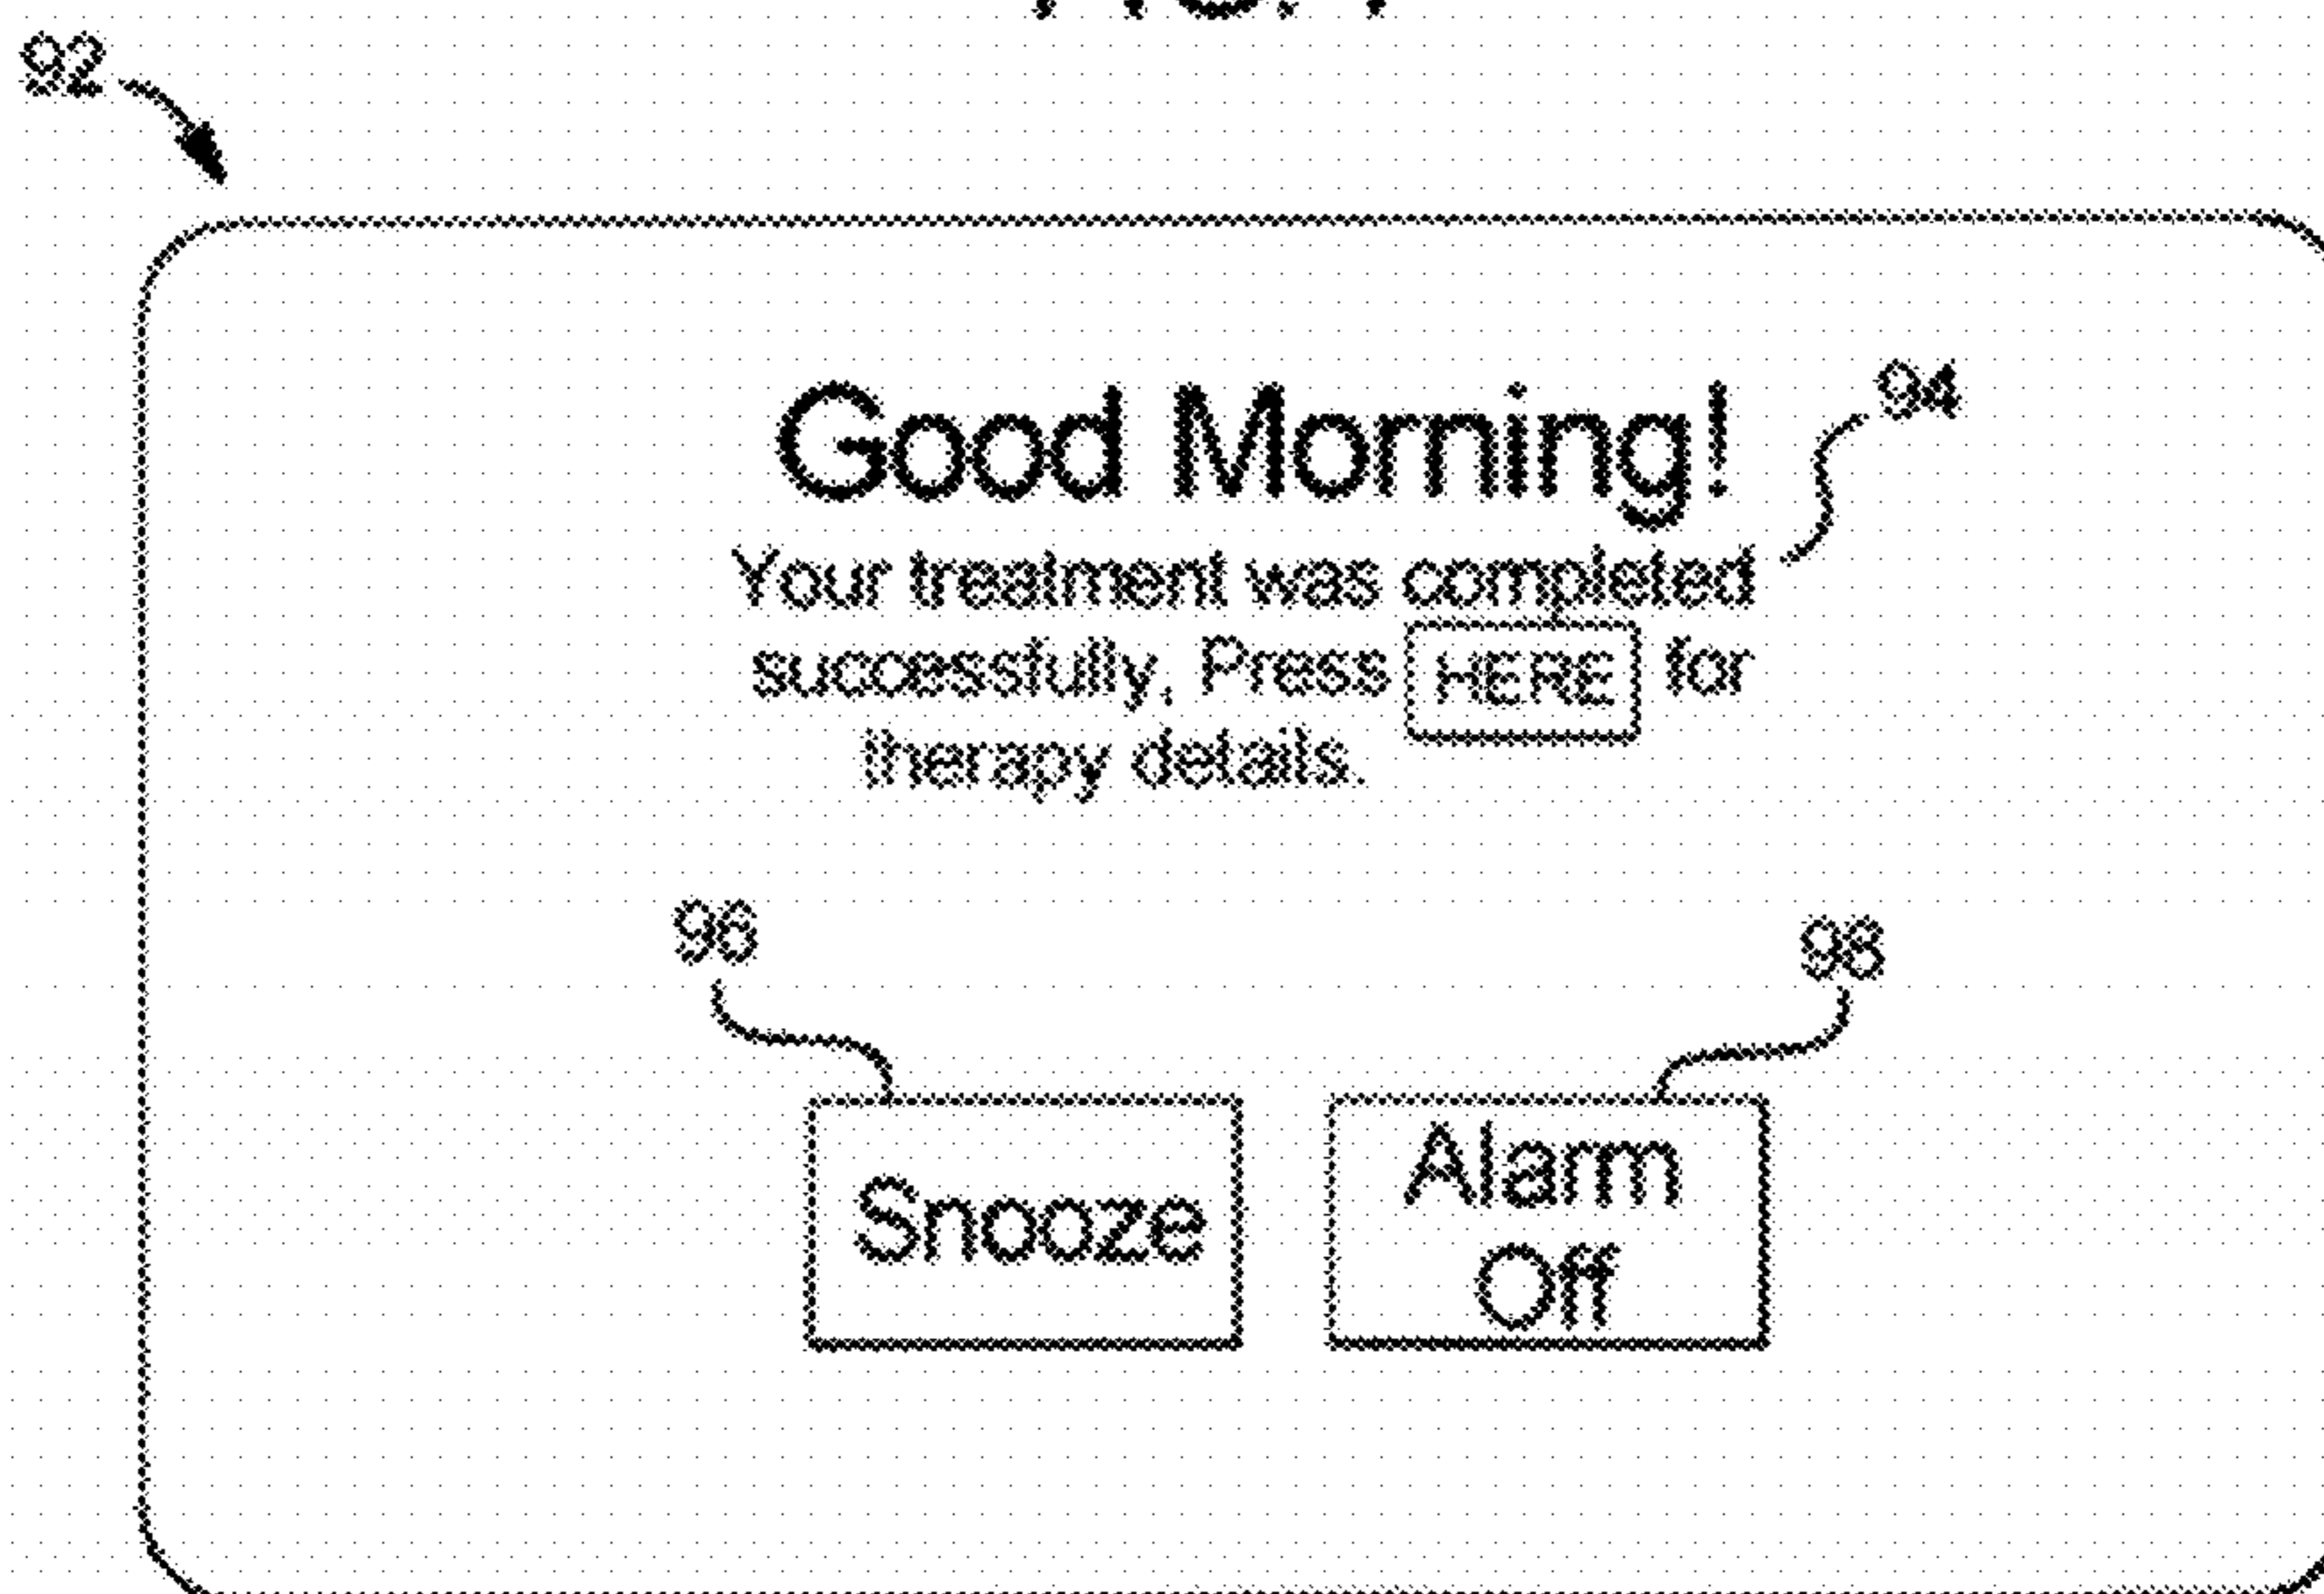 92
Good Morning!
94
Your treatment was completed
successfully, Press HERE for
therapy details.
96
98
Snooze
Alarm
Off